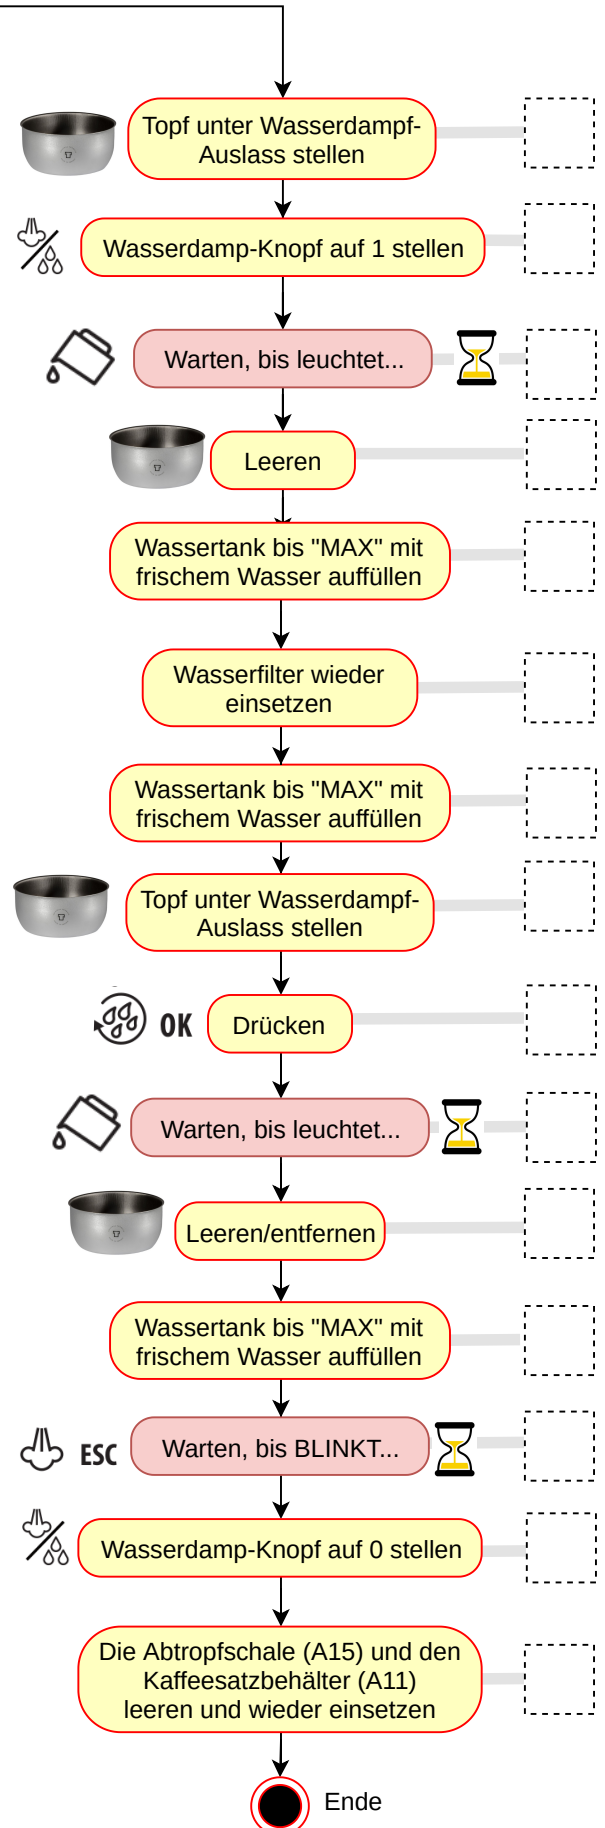 Topf unter Wasserdampf-
Auslass stellen
Wasserdamp-Knopf auf 1 stellen
Warten, bis leuchtet...
Leeren
Wassertank bis "MAX" mit
frischem Wasser auffüllen
Wasserfilter wieder
einsetzen
Wassertank bis "MAX" mit
frischem Wasser auffüllen
Topf unter Wasserdampf-
Auslass stellen
OK
Drücken
Warten, bis leuchtet...
Leeren/entfernen
Wassertank bis "MAX" mit
frischem Wasser auffüllen
ESC
Warten, bis BLINKT...
Wasserdamp-Knopf auf 0 stellen
Die Abtropfschale (A15) und den
Kaffeesatzbehälter (A11)
leeren und wieder einsetzen
Ende